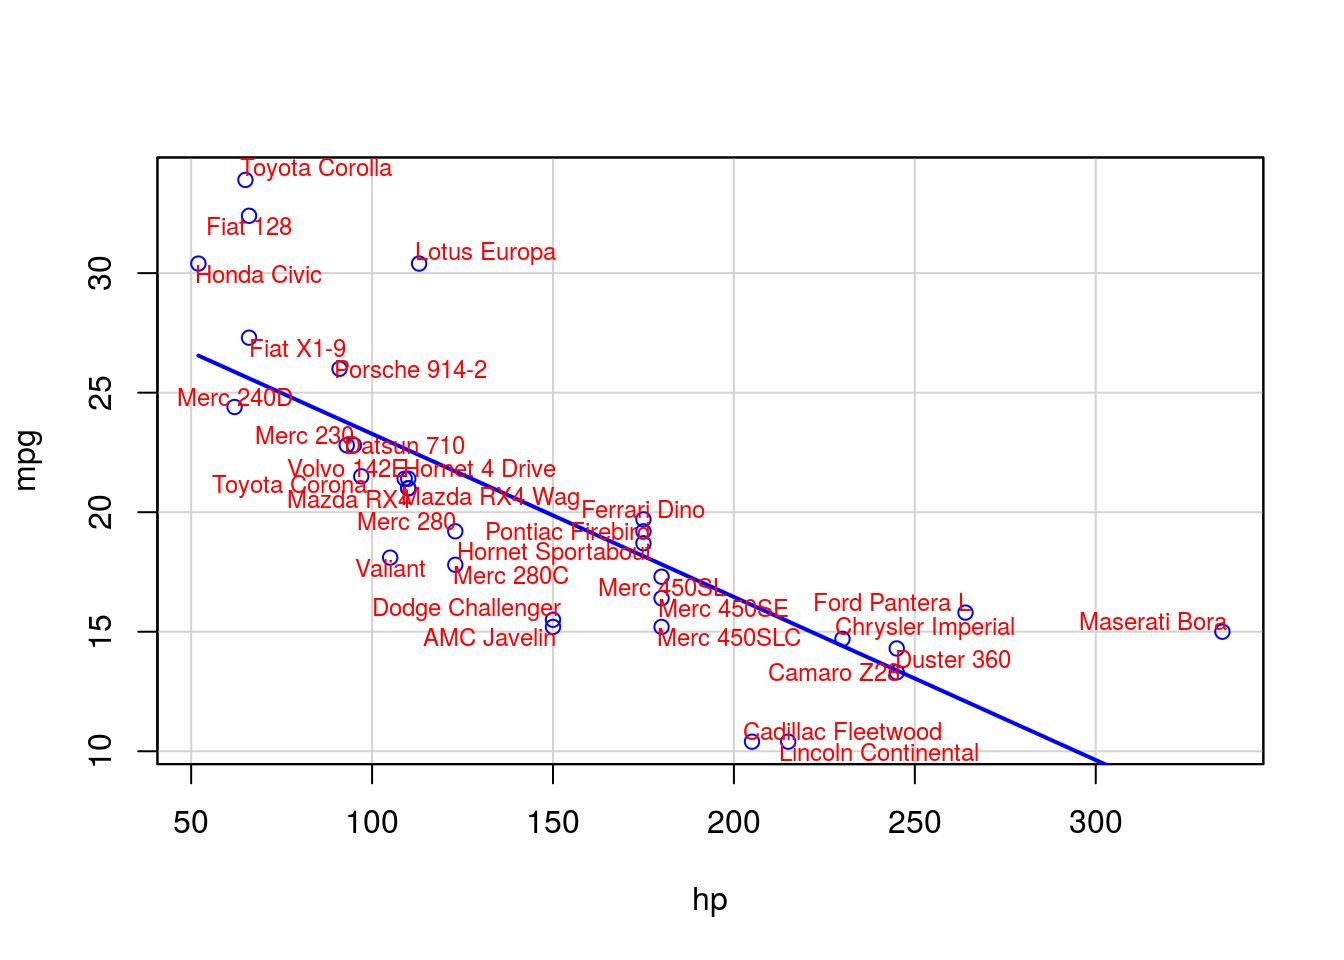 Toyota Corolla
Fiat 128
Lotus Europa
Honda Civic
Fiat X1-9
Porsche 914-2
Merc 240D
Merc 230
Datsun 710
Volvo 142E
Hornet 4 Drive
Toyota Corona
Mazda RX4
Mazda RX4 Wag
Ferrari Dino
Merc 280
Pontiac Firebird
Hornet Sportabout
Valiant
Merc 280C
Merc 450SL
Dodge Challenger
Merc 450SE
Ford Pantera L
Maserati Bora
Chrysler Imperial
AMC Javelin
Merc 450SLC
Duster 360
Camaro Z28
Cadillac Fleetwood
Lincoln Continental
30
25
20
15
10
mpg
50 100 150 200 250 300
hp